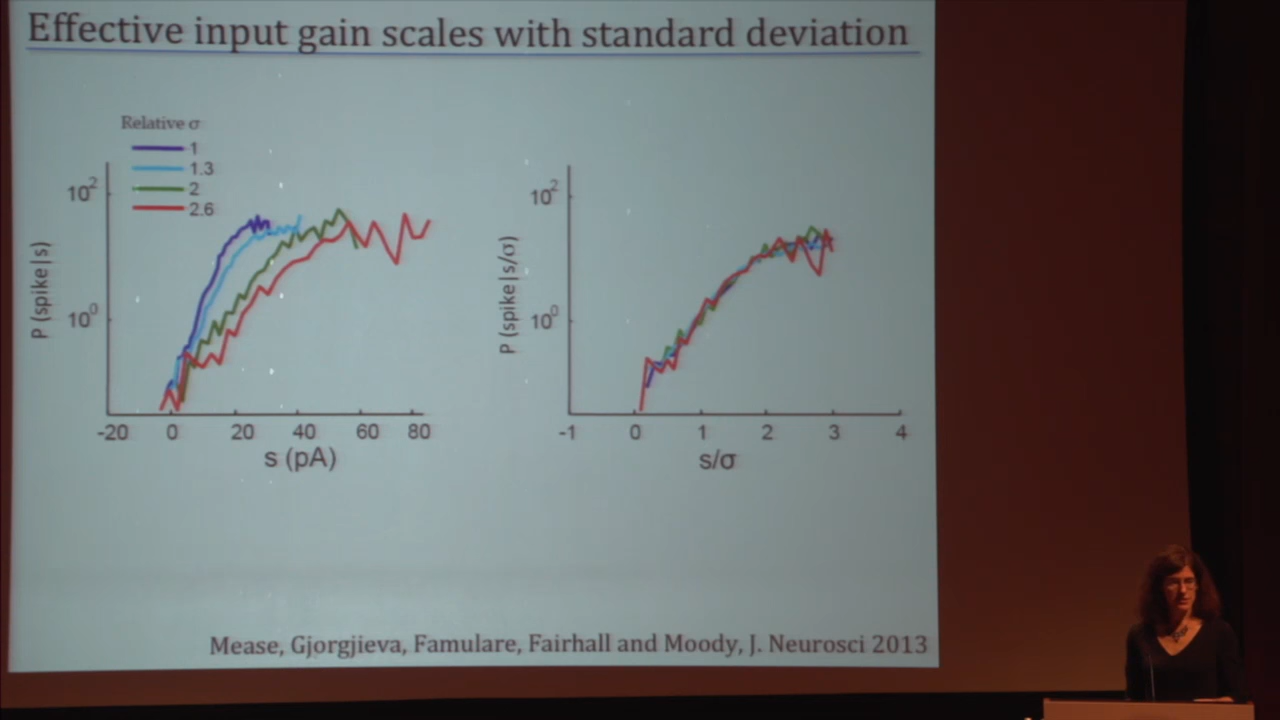 Effective input gain scales with standard deviation
Relative σ
1
1.3
2
2.6
10²
10⁰
P (spike|s)
-20 0 20 40 60 80
s (pA)
10²
10⁰
P (spike|s/σ)
-1 0 1 2 3 4
s/σ
Mease, Gjorgjieva, Famulare, Fairhall and Moody, J. Neurosci 2013